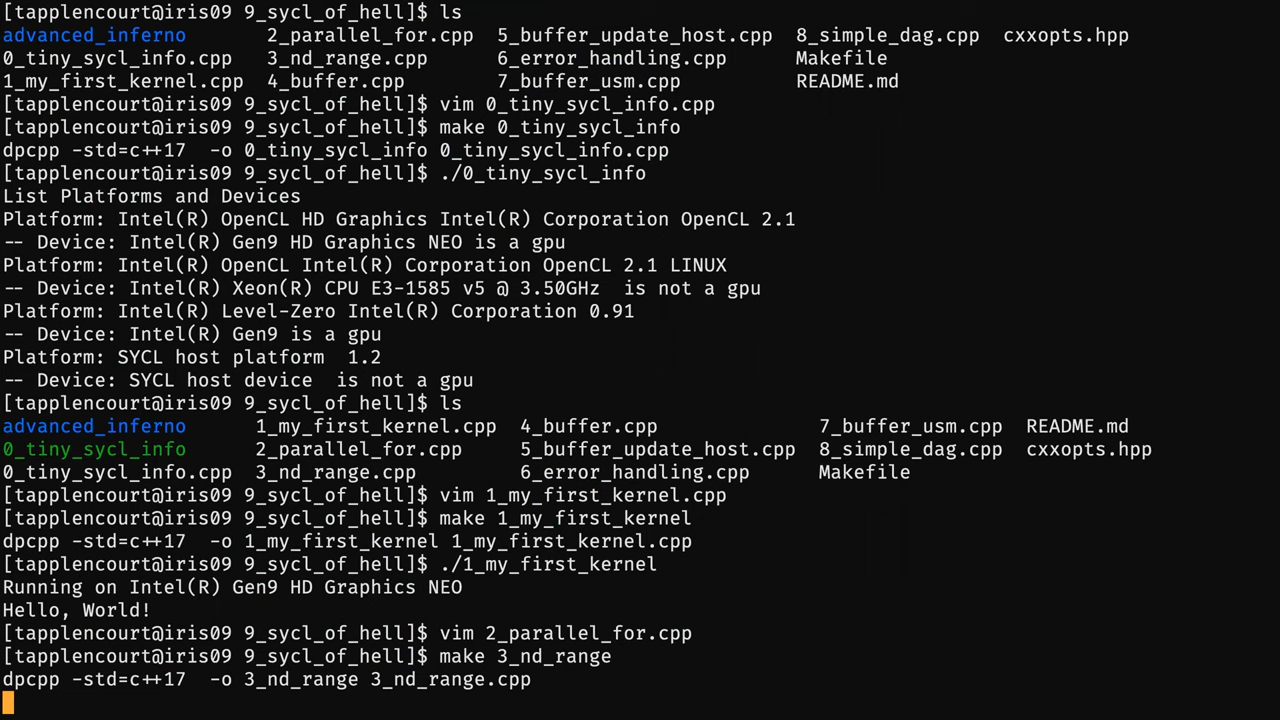 [tapplencourt@iris09 9_sycl_of_hell]$ ls
advanced_inferno 2_parallel_for.cpp 5_buffer_update_host.cpp 8_simple_dag.cpp cxxopts.hpp
0_tiny_sycl_info.cpp 3_nd_range.cpp 6_error_handling.cpp Makefile
1_my_first_kernel.cpp 4_buffer.cpp 7_buffer_usm.cpp README.md
[tapplencourt@iris09 9_sycl_of_hell]$ vim 0_tiny_sycl_info.cpp
[tapplencourt@iris09 9_sycl_of_hell]$ make 0_tiny_sycl_info
dpcpp -std=c++17 -o 0_tiny_sycl_info 0_tiny_sycl_info.cpp
[tapplencourt@iris09 9_sycl_of_hell]$ ./0_tiny_sycl_info
List Platforms and Devices
Platform: Intel(R) OpenCL HD Graphics Intel(R) Corporation OpenCL 2.1
-- Device: Intel(R) Gen9 HD Graphics NEO is a gpu
Platform: Intel(R) OpenCL Intel(R) Corporation OpenCL 2.1 LINUX
-- Device: Intel(R) Xeon(R) CPU E3-1585 v5 @ 3.50GHz is not a gpu
Platform: Intel(R) Level-Zero Intel(R) Corporation 0.91
-- Device: Intel(R) Gen9 is a gpu
Platform: SYCL host platform 1.2
-- Device: SYCL host device is not a gpu
[tapplencourt@iris09 9_sycl_of_hell]$ ls
advanced_inferno 1_my_first_kernel.cpp 4_buffer.cpp 7_buffer_usm.cpp README.md
0_tiny_sycl_info 2_parallel_for.cpp 5_buffer_update_host.cpp 8_simple_dag.cpp cxxopts.hpp
0_tiny_sycl_info.cpp 3_nd_range.cpp 6_error_handling.cpp Makefile
[tapplencourt@iris09 9_sycl_of_hell]$ vim 1_my_first_kernel.cpp
[tapplencourt@iris09 9_sycl_of_hell]$ make 1_my_first_kernel
dpcpp -std=c++17 -o 1_my_first_kernel 1_my_first_kernel.cpp
[tapplencourt@iris09 9_sycl_of_hell]$ ./1_my_first_kernel
Running on Intel(R) Gen9 HD Graphics NEO
Hello, World!
[tapplencourt@iris09 9_sycl_of_hell]$ vim 2_parallel_for.cpp
[tapplencourt@iris09 9_sycl_of_hell]$ make 3_nd_range
dpcpp -std=c++17 -o 3_nd_range 3_nd_range.cpp